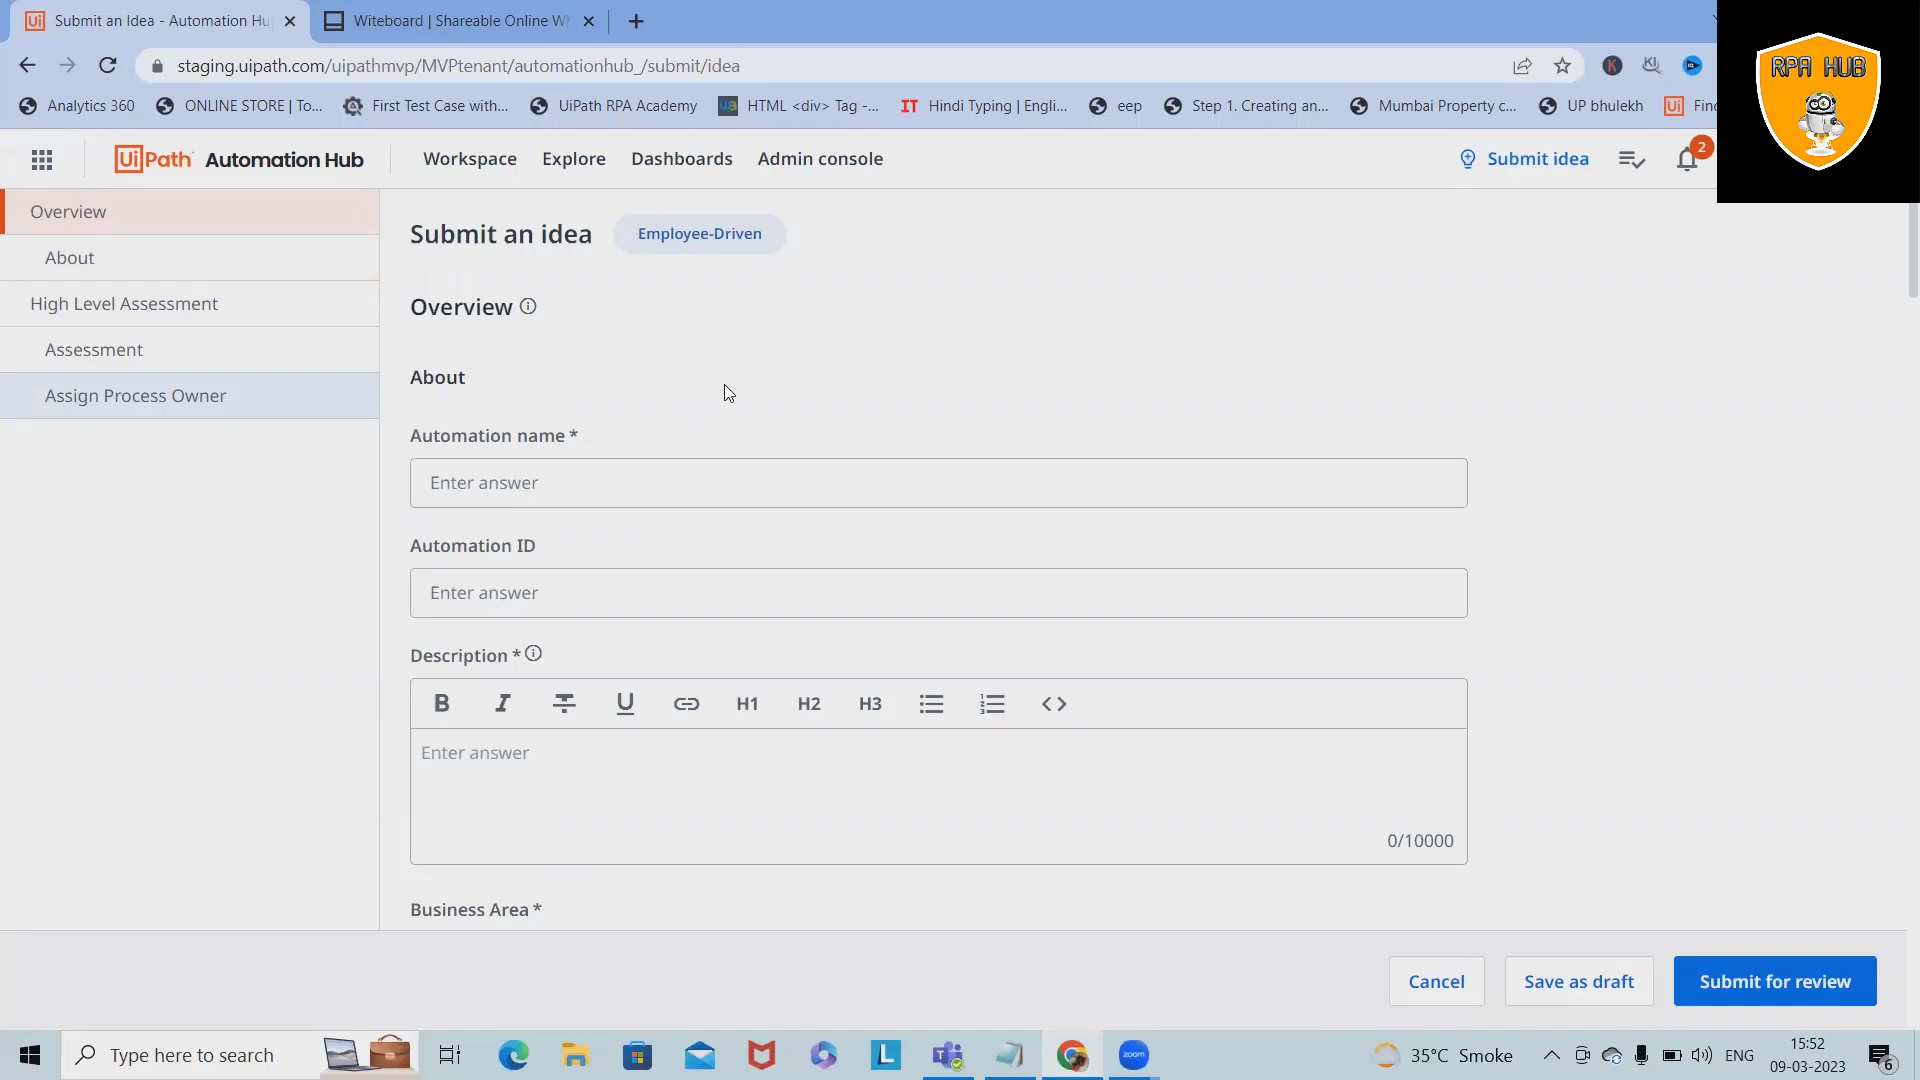 Submit an Idea - Automation Hu
Witeboard | Shareable Online W
staging.uipath.com/uipathmvp/MVPtenant/automationhub_/submit/idea
Analytics 360
ONLINE STORE | To...
First Test Case with...
UiPath RPA Academy
HTML <div> Tag -...
IT Hindi Typing | Engli...
eep
Step 1. Creating an...
Mumbai Property c...
UP bhulekh
Ui
RPA HUB
UiPath Automation Hub
Workspace
Explore
Dashboards
Admin console
Submit idea
2
Overview
About
High Level Assessment
Assessment
Assign Process Owner
Submit an idea
Employee-Driven
Overview
About
Automation name *
Enter answer
Automation ID
Enter answer
Description *
B I T U H1 H2 H3
Enter answer
0/10000
Business Area *
Cancel
Save as draft
Submit for review
Type here to search
L
zoom
35°C Smoke
ENG
15:52
09-03-2023
6